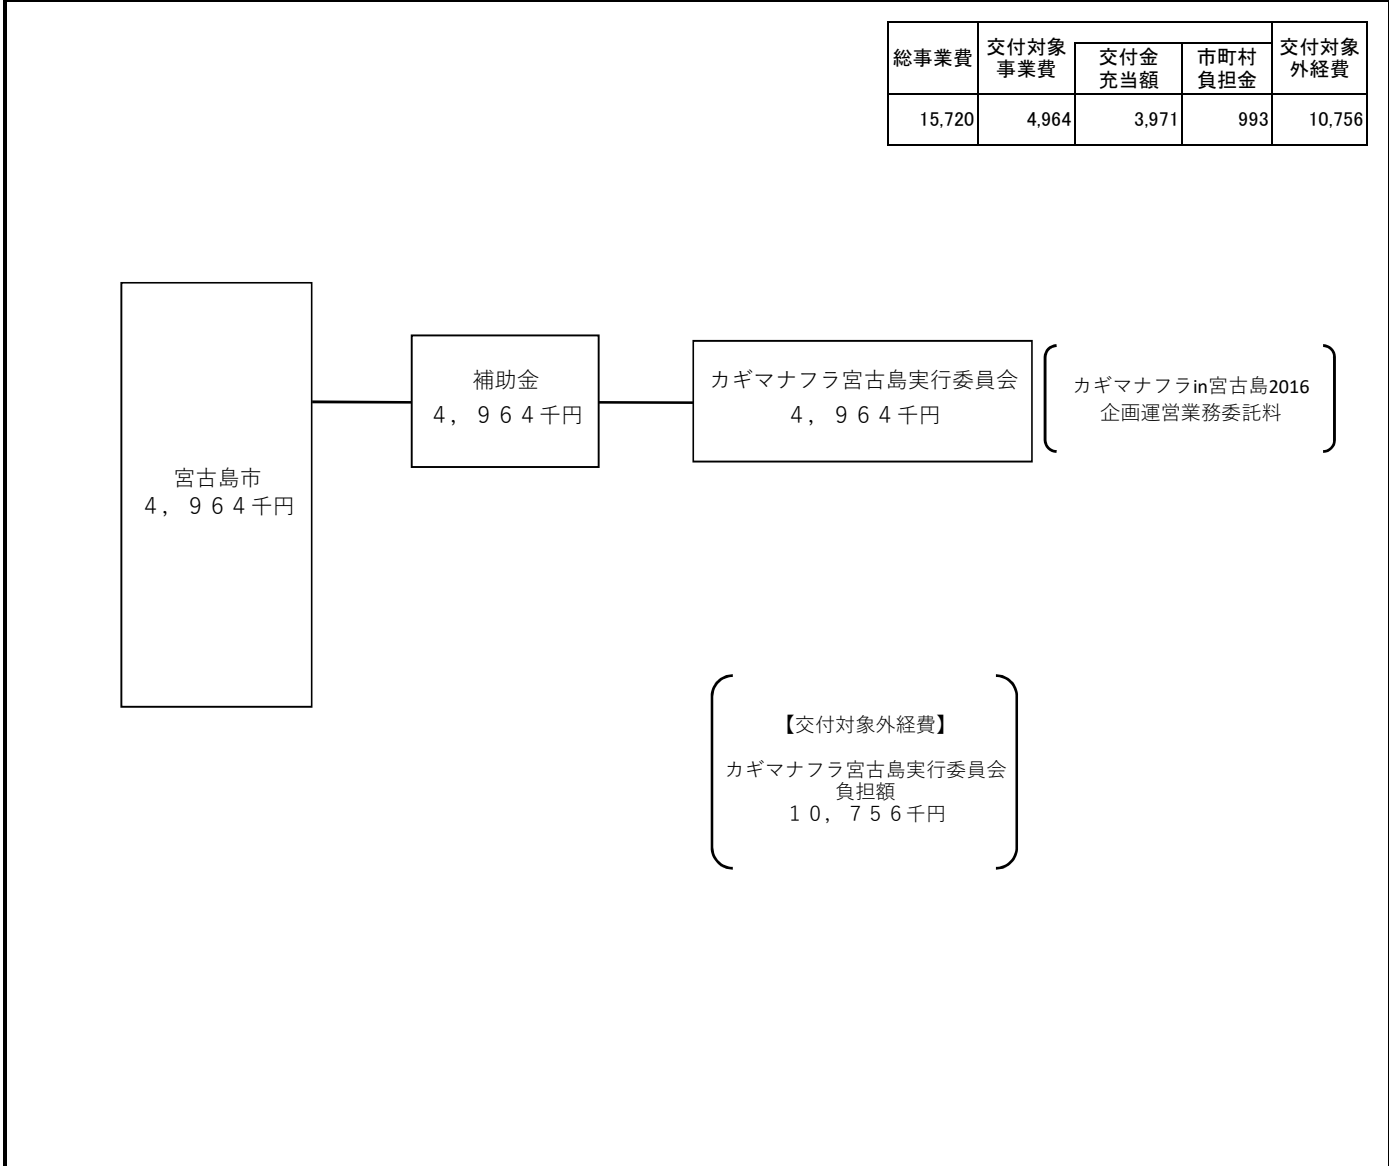 総事業費
交付対象
事業費
交付金
充当額
市町村
負担金
交付対象
外経費
15,720 4,964 3,971 993 10,756
宮古島市
４，９６４千円
補助金
４，９６４千円
カギマナフラ宮古島実行委員会
４，９６４千円
カギマナフラin宮古島2016
企画運営業務委託料
【交付対象外経費】
カギマナフラ宮古島実行委員会
負担額
１０，７５６千円